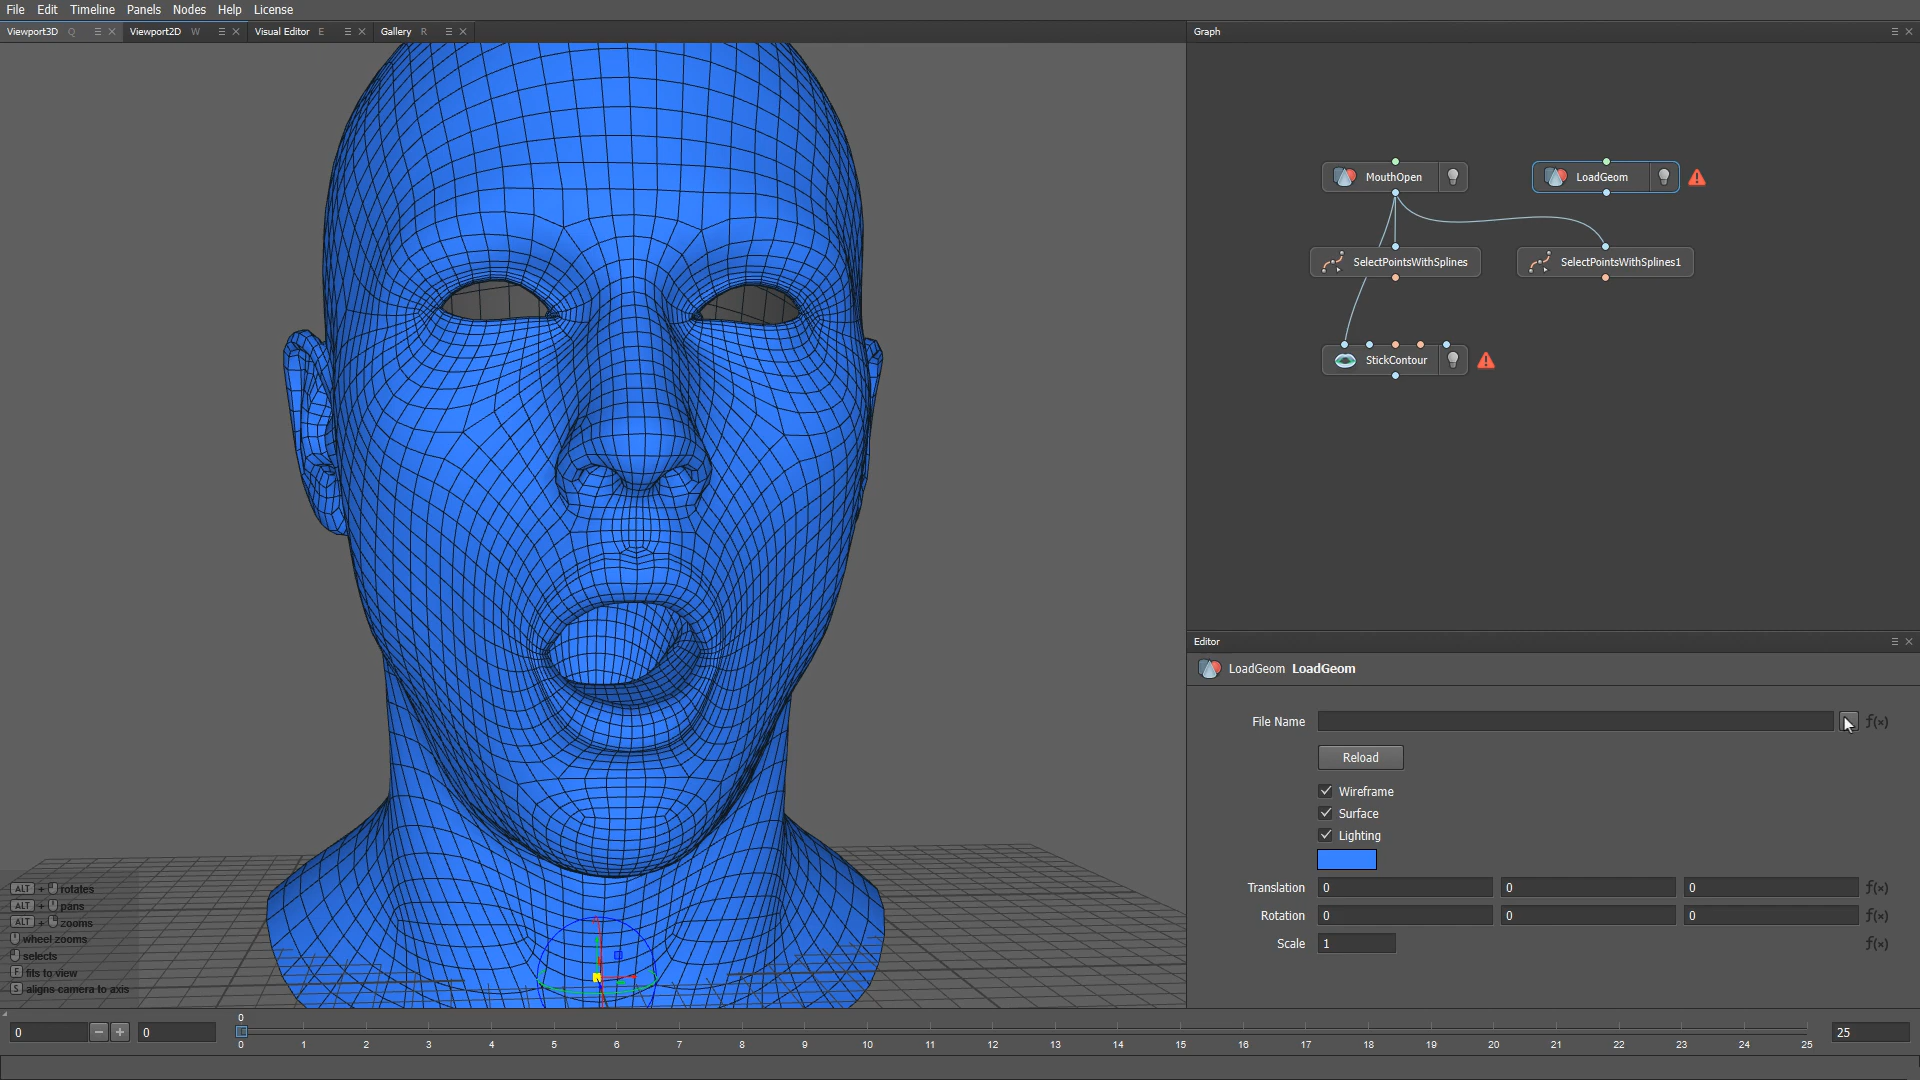 File Edit Timeline Panels Nodes Help License
Viewport3D Q Viewport2D W Visual Editor E Gallery R
Graph
MouthOpen
LoadGeom
SelectPointsWithSplines
SelectPointsWithSplines1
StickContour
Editor
LoadGeom LoadGeom
File Name f(x)
Reload
Wireframe
Surface
Lighting
Translation 0 0 0 f(x)
Rotation 0 0 0 f(x)
Scale 1 f(x)
ALT + rotates
ALT + pans
ALT + zooms
wheel zooms
selects
F fits to view
S aligns camera to axis
0
0 − + 0 25
0 1 2 3 4 5 6 7 8 9 10 11 12 13 14 15 16 17 18 19 20 21 22 23 24 25